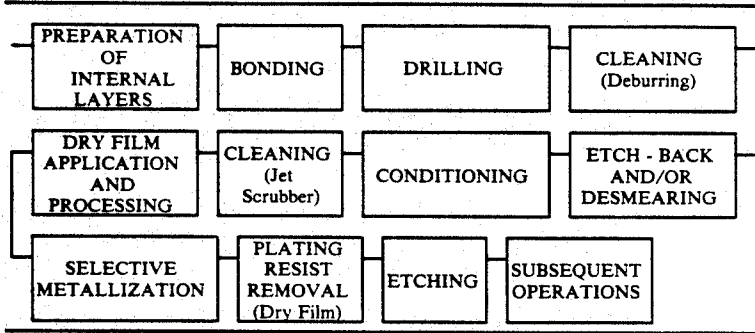 PREPARATION
OF
INTERNAL
LAYERS
BONDING
DRILLING
CLEANING
(Deburring)
DRY FILM
APPLICATION
AND
PROCESSING
CLEANING
(Jet
Scrubber)
CONDITIONING
ETCH - BACK
AND/OR
DESMEARING
SELECTIVE
METALLIZATION
PLATING
RESIST
REMOVAL
(Dry Film)
ETCHING
SUBSEQUENT
OPERATIONS